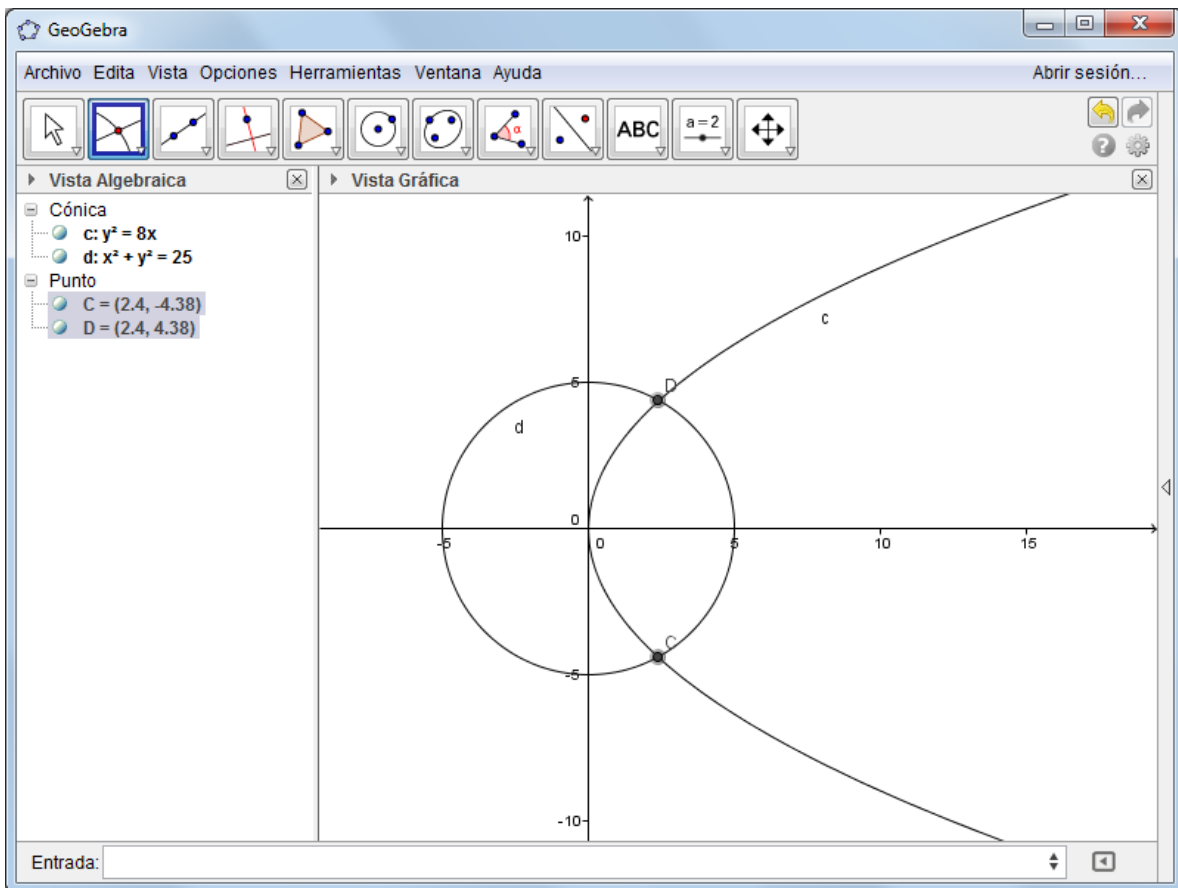 GeoGebra
Archivo Edita Vista Opciones Herramientas Ventana Ayuda Abrir sesión...
ABC a = 2
α
Vista Algebraica
Cónica
c: y² = 8x
d: x² + y² = 25
Punto
C = (2.4, -4.38)
D = (2.4, 4.38)
Vista Gráfica
10
c
5 D
d
0
-5 0 5 10 15
C
-5
-10
Entrada: